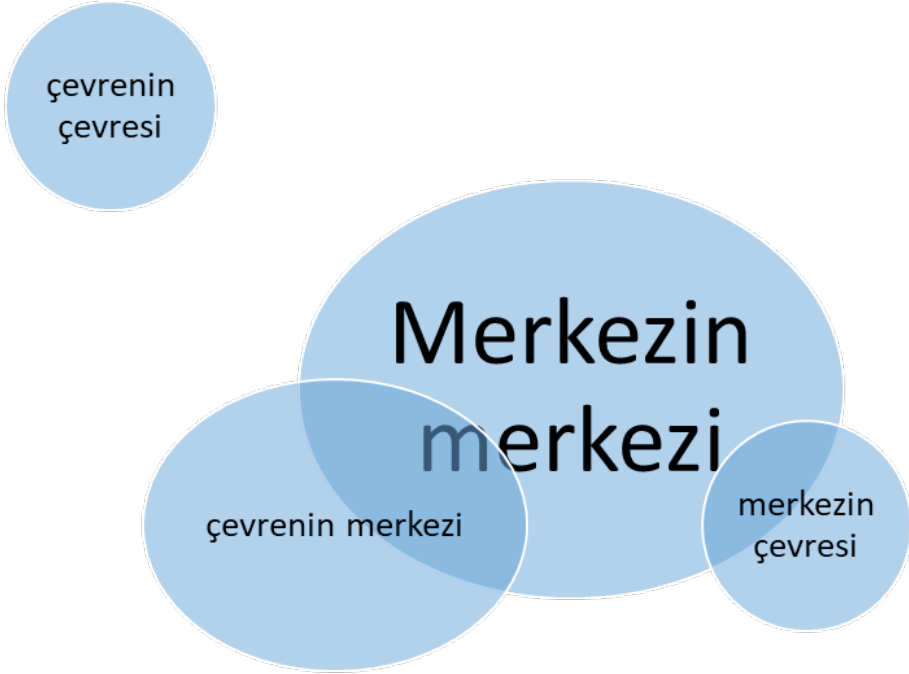 çevrenin
çevresi
Merkezin
merkezi
çevrenin merkezi
merkezin
çevresi